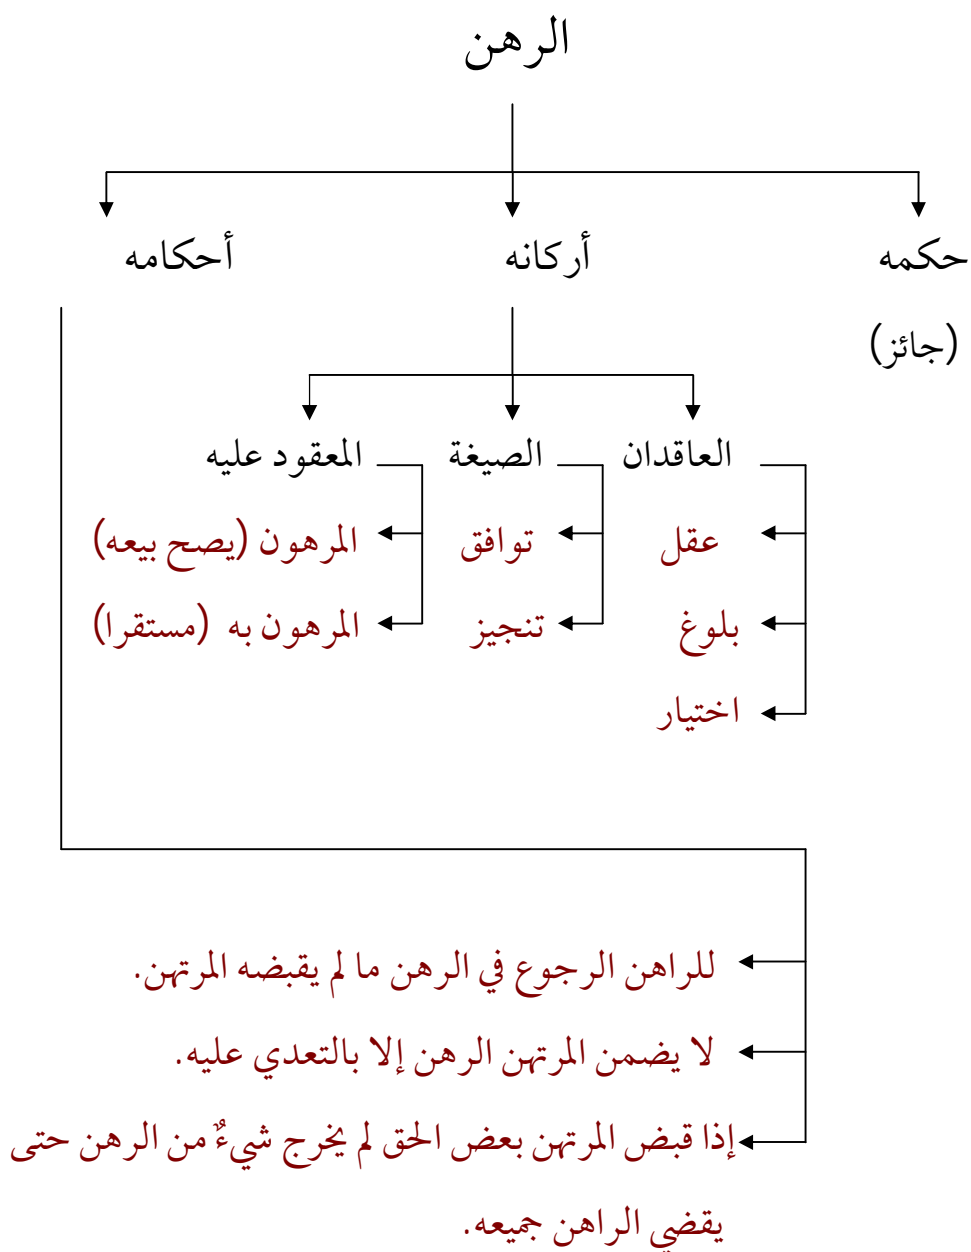 الرهن
حكمه
أركانه
أحكامه
(جائز)
العاقدان
الصيغة
المعقود عليه
عقل
توافق
المرهون (يصح بيعه)
بلوغ
تنجيز
المرهون به (مستقرا)
اختيار
للراهن الرجوع في الرهن ما لم يقبضه المرتهن.
لا يضمن المرتهن الرهن إلا بالتعدي عليه.
إذا قبض المرتهن بعض الحق لم يخرج شيءٌ من الرهن حتى
يقضي الراهن جميعه.